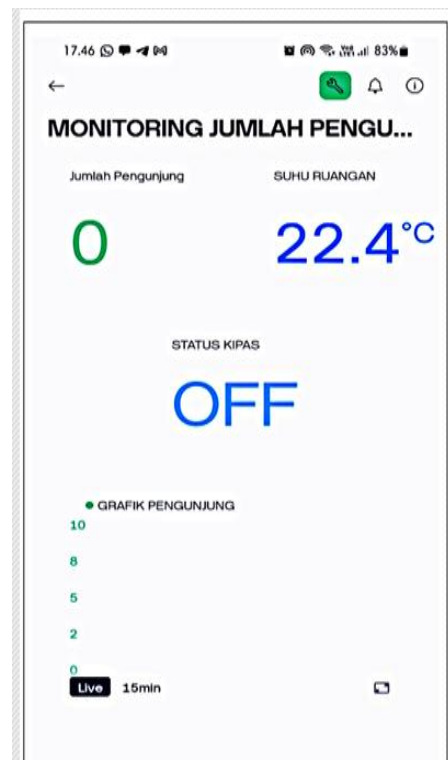 17.46 83%
MONITORING JUMLAH PENGU...
Jumlah Pengunjung SUHU RUANGAN
0 22.4°C
STATUS KIPAS
OFF
GRAFIK PENGUNJUNG
10
8
5
2
0
Live 15min